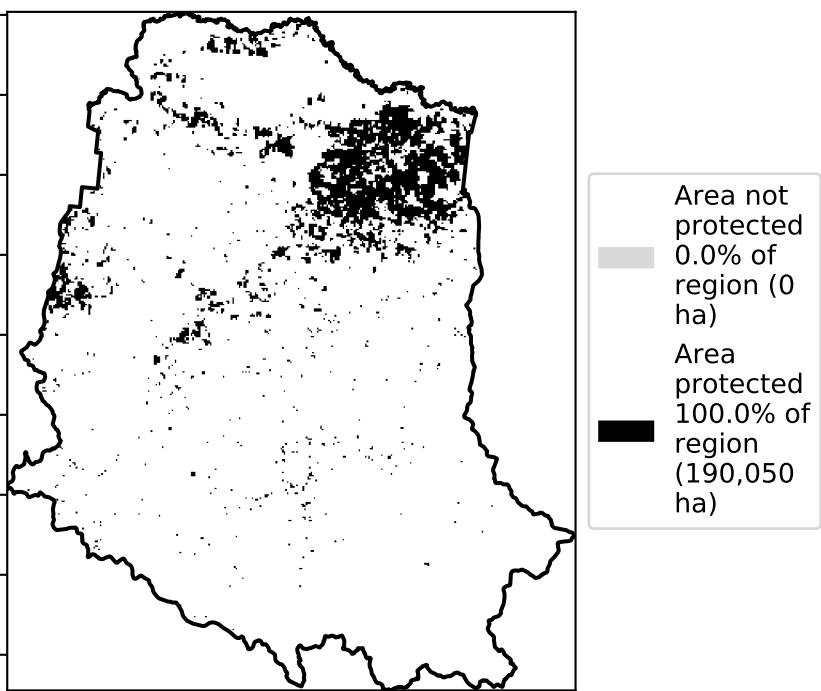 Area not
protected
0.0% of
region (0
ha)
Area
protected
100.0% of
region
(190,050
ha)